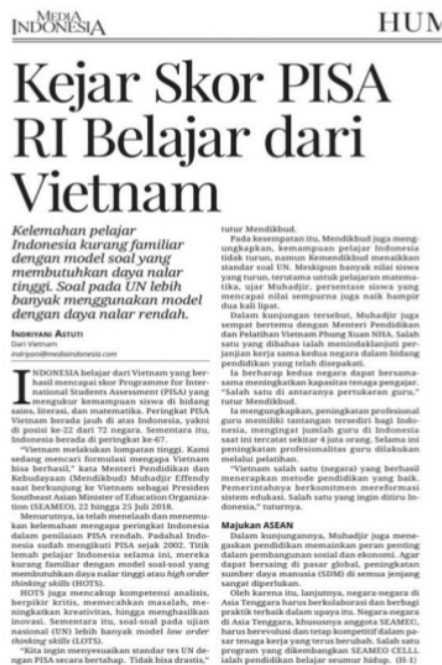 MEDIA
INDONESIA
HUM
Kejar Skor PISA
RI Belajar dari
Vietnam
Kelemahan pelajar
Indonesia kurang familiar
dengan model soal yang
membutuhkan daya nalar
tinggi. Soal pada UN lebih
banyak menggunakan model
dengan daya nalar rendah.
INDRIYANI ASTUTI
Dari Vietnam
indriyani@mediaindonesia.com
INDONESIA belajar dari Vietnam yang ber-
hasil mencapai skor Programme for Inter-
national Students Assessment (PISA) yang
mengukur kemampuan siswa di bidang
sains, literasi, dan matematika. Peringkat PISA
Vietnam berada jauh di atas Indonesia, yakni
di posisi ke-22 dari 72 negara. Sementara itu,
Indonesia berada di peringkat ke-67.
"Vietnam melakukan lompatan tinggi. Kami
sedang mencari formulasi mengapa Vietnam
bisa berhasil," kata Menteri Pendidikan dan
Kebudayaan (Mendikbud) Muhadjir Effendy
saat berkunjung ke Vietnam sebagai Presiden
Southeast Asian Minister of Education Organiza-
tion (SEAMEO), 22 hingga 25 Juli 2018.
Menurutnya, ia telah menelaah dan menemu-
kan kelemahan mengapa peringkat Indonesia
dalam penilaian PISA rendah. Padahal Indo-
nesia sudah mengikuti PISA sejak 2002. Titik
lemah pelajar Indonesia selama ini, mereka
kurang familiar dengan model soal-soal yang
membutuhkan daya nalar tinggi atau high order
thinking skills (HOTS).
HOTS juga mencakup kompetensi analisis,
berpikir kritis, memecahkan masalah, me-
ningkatkan kreativitas, hingga menghasilkan
inovasi. Sementara itu, soal-soal pada ujian
nasional (UN) lebih banyak model low order
thinking skills (LOTS).
"Kita ingin menyesuaikan standar tes UN de-
ngan PISA secara bertahap. Tidak bisa drastis,"
tutur Mendikbud.
Pada kesempatan itu, Mendikbud juga meng-
ungkapkan, kemampuan pelajar Indonesia
tidak turun, namun Kemendikbud menaikkan
standar soal UN. Meskipun banyak nilai siswa
yang turun, terutama untuk pelajaran matema-
tika, ujar Muhadjir, persentase siswa yang
mencapai nilai sempurna juga naik hampir
dua kali lipat.
Dalam kunjungan tersebut, Muhadjir juga
sempat bertemu dengan Menteri Pendidikan
dan Pelatihan Vietnam Phung Xuan NHA. Salah
satu yang dibahas ialah menindaklanjuti per-
janjian kerja sama kedua negara dalam bidang
pendidikan yang telah disepakati.
Ia berharap kedua negara dapat bersama-
sama meningkatkan kapasitas tenaga pengajar.
"Salah satu di antaranya pertukaran guru,"
tutur Mendikbud.
Ia mengungkapkan, peningkatan profesional
guru memiliki tantangan tersendiri bagi Indo-
nesia, mengingat jumlah guru di Indonesia
saat ini tercatat sekitar 4 juta orang. Selama ini
peningkatan profesionalitas guru dilakukan
melalui pelatihan.
"Vietnam salah satu (negara) yang berhasil
menerapkan metode pendidikan yang baik.
Pemerintahnya berkomitmen mereformasi
sistem edukasi. Salah satu yang ingin ditiru In-
donesia," tuturnya.
Majukan ASEAN
Dalam kunjungannya, Muhadjir juga mene-
gaskan pendidikan memainkan peran penting
dalam pembangunan sosial dan ekonomi. Agar
dapat bersaing di pasar global, peningkatan
sumber daya manusia (SDM) di semua jenjang
sangat diperlukan.
Oleh karena itu, lanjutnya, negara-negara di
Asia Tenggara harus berkolaborasi dan berbagi
praktik terbaik dalam upaya itu. Negara-negara
di Asia Tenggara, khususnya anggota SEAMEO,
harus berevolusi dan tetap kompetitif dalam pa-
sar tenaga kerja yang terus berubah. Salah satu
program yang dikembangkan SEAMEO CELLL
ialah pendidikan belajar seumur hidup. (H-1)